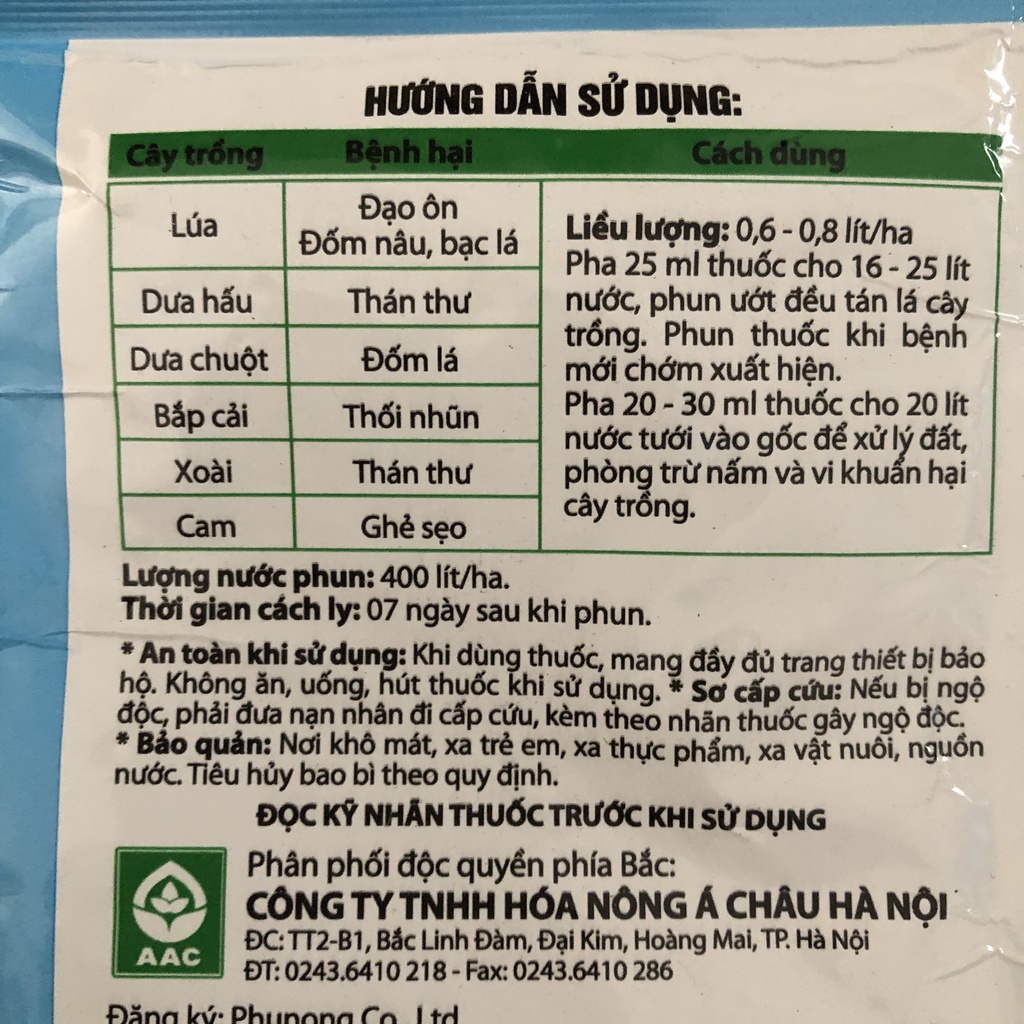 HƯỚNG DẪN SỬ DỤNG:
Cây trồng Bệnh hại Cách dùng
Lúa
Đạo ôn
Đốm nâu, bạc lá
Dưa hấu Thán thư
Dưa chuột Đốm lá
Bắp cải Thối nhũn
Xoài Thán thư
Cam Ghẻ sẹo
Liều lượng: 0,6 - 0,8 lít/ha
Pha 25 ml thuốc cho 16 - 25 lít
nước, phun ướt đều tán lá cây
trồng. Phun thuốc khi bệnh
mới chớm xuất hiện.
Pha 20 - 30 ml thuốc cho 20 lít
nước tưới vào gốc để xử lý đất,
phòng trừ nấm và vi khuẩn hại
cây trồng.
Lượng nước phun: 400 lít/ha.
Thời gian cách ly: 07 ngày sau khi phun.
* An toàn khi sử dụng: Khi dùng thuốc, mang đầy đủ trang thiết bị bảo
hộ. Không ăn, uống, hút thuốc khi sử dụng. * Sơ cấp cứu: Nếu bị ngộ
độc, phải đưa nạn nhân đi cấp cứu, kèm theo nhãn thuốc gây ngộ độc.
* Bảo quản: Nơi khô mát, xa trẻ em, xa thực phẩm, xa vật nuôi, nguồn
nước. Tiêu hủy bao bì theo quy định.
ĐỌC KỸ NHÃN THUỐC TRƯỚC KHI SỬ DỤNG
Phân phối độc quyền phía Bắc:
CÔNG TY TNHH HÓA NÔNG Á CHÂU HÀ NỘI
ĐC: TT2-B1, Bắc Linh Đàm, Đại Kim, Hoàng Mai, TP. Hà Nội
ĐT: 0243.6410 218 - Fax: 0243.6410 286
AAC
Đăng ký: Phunong Co., Ltd